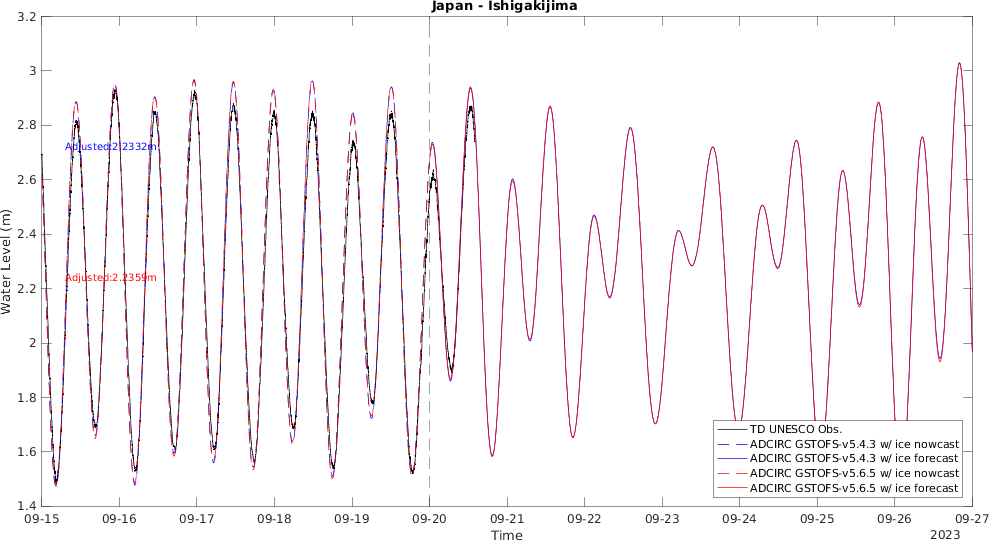 Japan - Ishigakijima
3.2
3
2.8
2.6
2.4
2.2
2
1.8
1.6
1.4
Water Level (m)
Adjusted:2.2332m
Adjusted:2.2359m
TD UNESCO Obs.
ADCIRC GSTOFS-v5.4.3 w/ ice nowcast
ADCIRC GSTOFS-v5.4.3 w/ ice forecast
ADCIRC GSTOFS-v5.6.5 w/ ice nowcast
ADCIRC GSTOFS-v5.6.5 w/ ice forecast
09-15 09-16 09-17 09-18 09-19 09-20 09-21 09-22 09-23 09-24 09-25 09-26 09-27
Time
2023